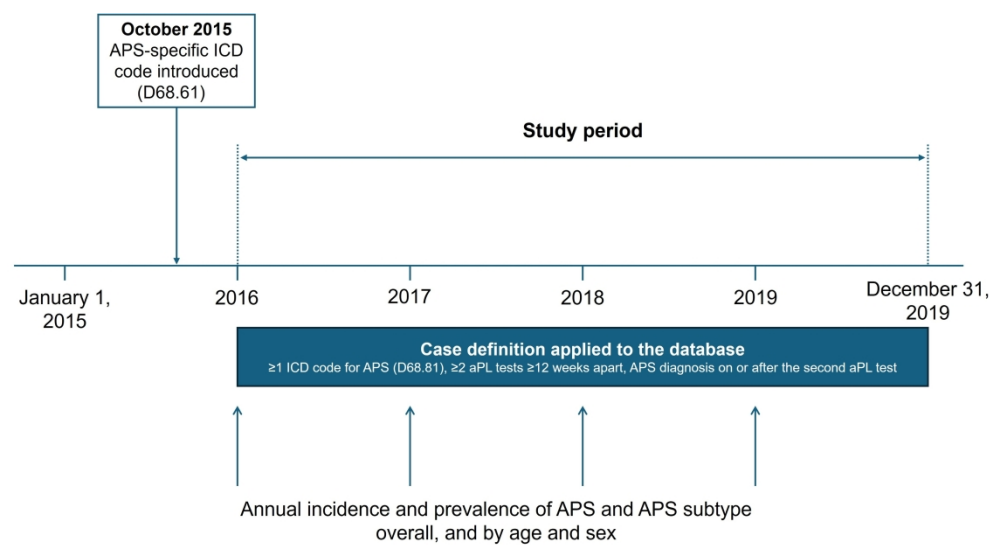 October 2015
APS-specific ICD
code introduced
(D68.61)
Study period
January 1,
2015
2016
2017
2018
2019
December 31,
2019
Case definition applied to the database
≥1 ICD code for APS (D68.81), ≥2 aPL tests ≥12 weeks apart, APS diagnosis on or after the second aPL test
Annual incidence and prevalence of APS and APS subtype
overall, and by age and sex